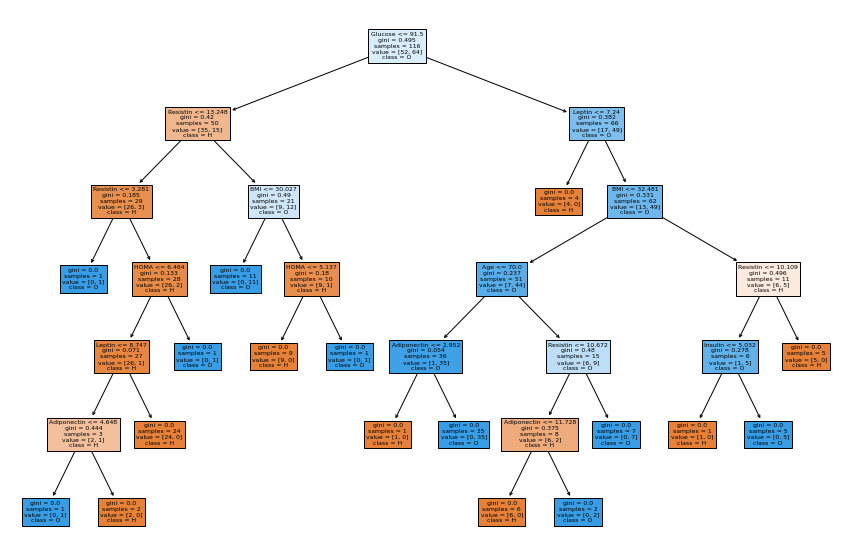 Glucose <= 91.5
gini = 0.495
samples = 116
value = [52, 64]
class = O
Resistin <= 13.248
gini = 0.42
samples = 50
value = [35, 15]
class = H
Leptin <= 7.24
gini = 0.382
samples = 66
value = [17, 49]
class = O
Resistin <= 3.281
gini = 0.185
samples = 29
value = [26, 3]
class = H
BMI <= 30.027
gini = 0.49
samples = 21
value = [9, 12]
class = O
gini = 0.0
samples = 4
value = [4, 0]
class = H
BMI <= 32.481
gini = 0.331
samples = 62
value = [13, 49]
class = O
gini = 0.0
samples = 1
value = [0, 1]
class = O
HOMA <= 6.464
gini = 0.133
samples = 28
value = [26, 2]
class = H
gini = 0.0
samples = 11
value = [0, 11]
class = O
HOMA <= 5.137
gini = 0.18
samples = 10
value = [9, 1]
class = H
Age <= 70.0
gini = 0.237
samples = 51
value = [7, 44]
class = O
Resistin <= 10.109
gini = 0.496
samples = 11
value = [6, 5]
class = H
Leptin <= 8.747
gini = 0.071
samples = 27
value = [26, 1]
class = H
gini = 0.0
samples = 1
value = [0, 1]
class = O
gini = 0.0
samples = 9
value = [9, 0]
class = H
gini = 0.0
samples = 1
value = [0, 1]
class = O
Adiponectin <= 2.952
gini = 0.054
samples = 36
value = [1, 35]
class = O
Resistin <= 10.672
gini = 0.48
samples = 15
value = [6, 9]
class = O
Insulin <= 5.032
gini = 0.278
samples = 6
value = [1, 5]
class = O
gini = 0.0
samples = 5
value = [5, 0]
class = H
Adiponectin <= 4.648
gini = 0.444
samples = 3
value = [2, 1]
class = H
gini = 0.0
samples = 24
value = [24, 0]
class = H
gini = 0.0
samples = 1
value = [1, 0]
class = H
gini = 0.0
samples = 35
value = [0, 35]
class = O
Adiponectin <= 11.728
gini = 0.375
samples = 8
value = [6, 2]
class = H
gini = 0.0
samples = 7
value = [0, 7]
class = O
gini = 0.0
samples = 1
value = [1, 0]
class = H
gini = 0.0
samples = 5
value = [0, 5]
class = O
gini = 0.0
samples = 1
value = [0, 1]
class = O
gini = 0.0
samples = 2
value = [2, 0]
class = H
gini = 0.0
samples = 6
value = [6, 0]
class = H
gini = 0.0
samples = 2
value = [0, 2]
class = O